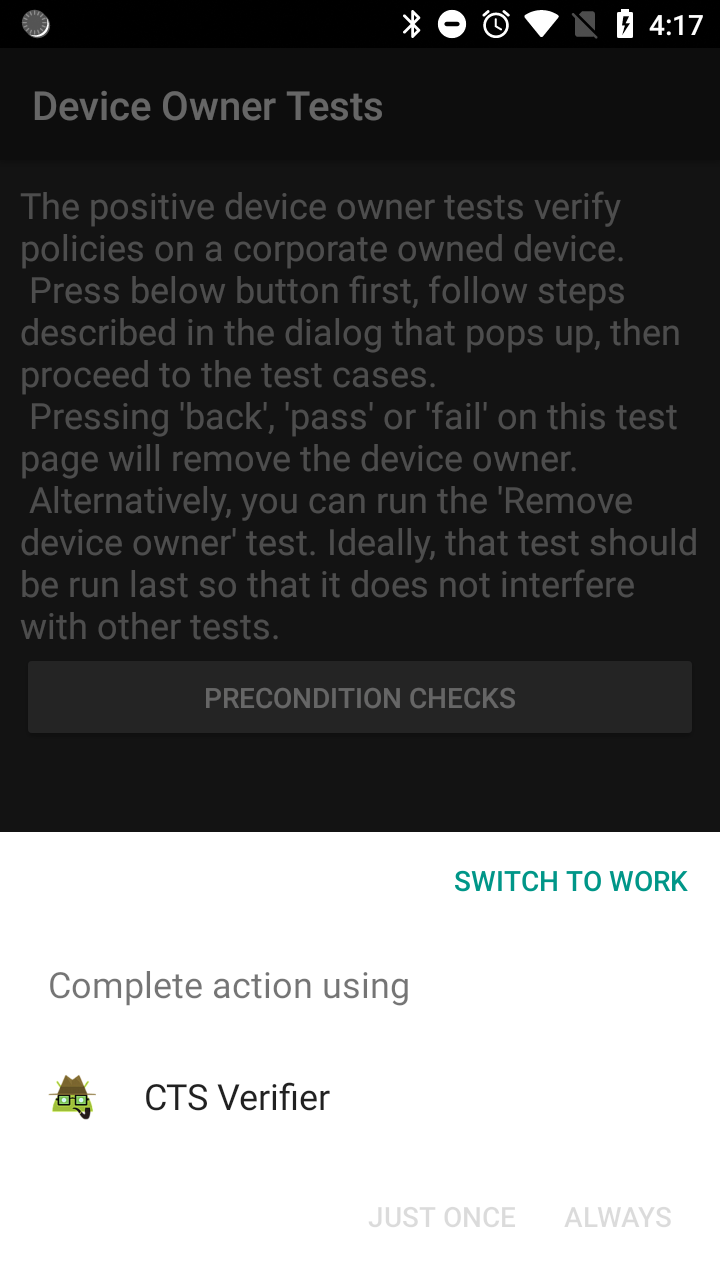 4:17
Device Owner Tests
The positive device owner tests verify
policies on a corporate owned device.
Press below button first, follow steps
described in the dialog that pops up, then
proceed to the test cases.
Pressing 'back', 'pass' or 'fail' on this test
page will remove the device owner.
Alternatively, you can run the 'Remove
device owner' test. Ideally, that test should
be run last so that it does not interfere
with other tests.
PRECONDITION CHECKS
SWITCH TO WORK
Complete action using
CTS Verifier
JUST ONCE ALWAYS